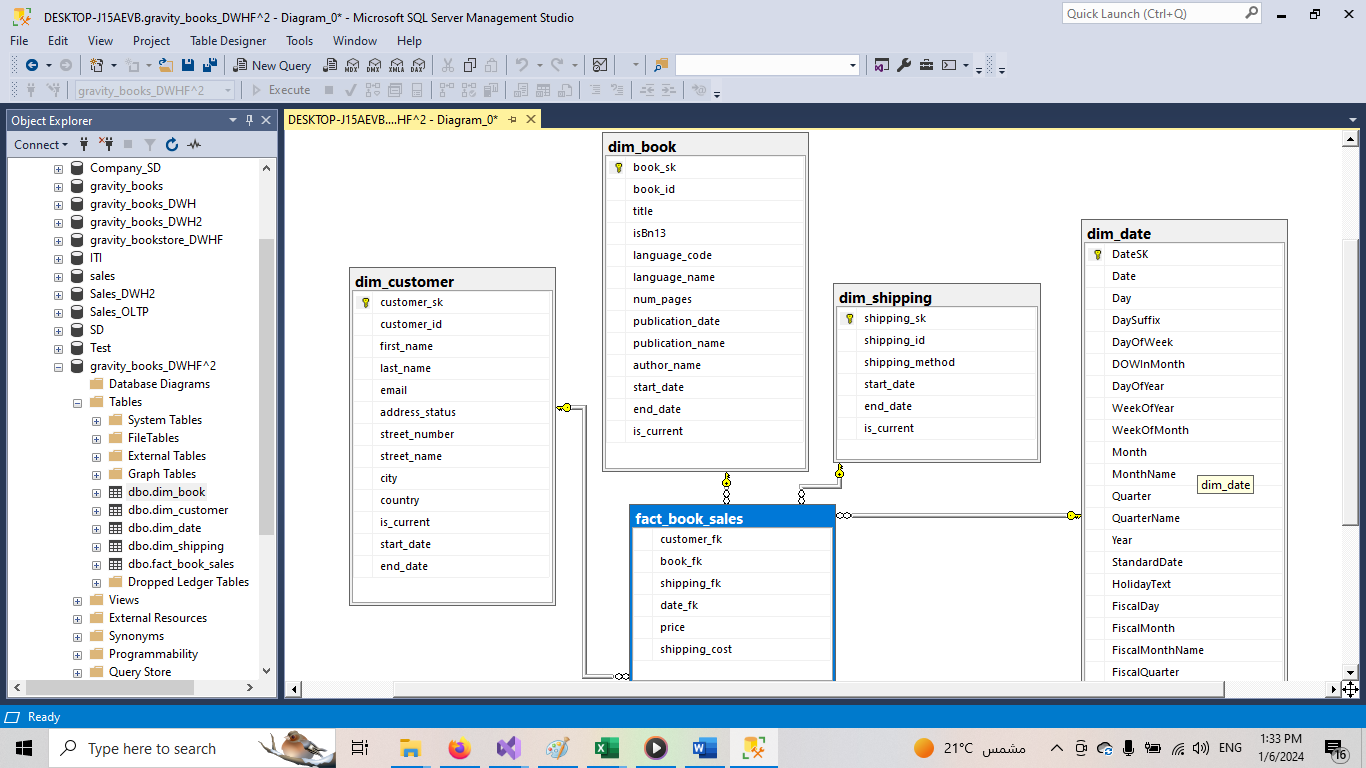 DESKTOP-J15AEVB.gravity_books_DWHF^2 - Diagram_0* - Microsoft SQL Server Management Studio
Quick Launch (Ctrl+Q)
File Edit View Project Table Designer Tools Window Help
New Query MDX DMX XMLA DAX
gravity_books_DWHF^2 Execute
Object Explorer
DESKTOP-J15AEVB....HF^2 - Diagram_0*
Connect
Company_SD
gravity_books
gravity_books_DWH
gravity_books_DWH2
gravity_bookstore_DWHF
ITI
sales
Sales_DWH2
Sales_OLTP
SD
Test
gravity_books_DWHF^2
Database Diagrams
Tables
System Tables
FileTables
External Tables
Graph Tables
dbo.dim_book
dbo.dim_customer
dbo.dim_date
dbo.dim_shipping
dbo.fact_book_sales
Dropped Ledger Tables
Views
External Resources
Synonyms
Programmability
Query Store
dim_customer
customer_sk
customer_id
first_name
last_name
email
address_status
street_number
street_name
city
country
is_current
start_date
end_date
dim_book
book_sk
book_id
title
isBn13
language_code
language_name
num_pages
publication_date
publication_name
author_name
start_date
end_date
is_current
dim_shipping
shipping_sk
shipping_id
shipping_method
start_date
end_date
is_current
fact_book_sales
customer_fk
book_fk
shipping_fk
date_fk
price
shipping_cost
dim_date
DateSK
Date
Day
DaySuffix
DayOfWeek
DOWInMonth
DayOfYear
WeekOfYear
WeekOfMonth
Month
MonthName
Quarter
QuarterName
Year
StandardDate
HolidayText
FiscalDay
FiscalMonth
FiscalMonthName
FiscalQuarter
dim_date
Ready
Type here to search
21°C مشمس
ENG
1:33 PM
1/6/2024
16